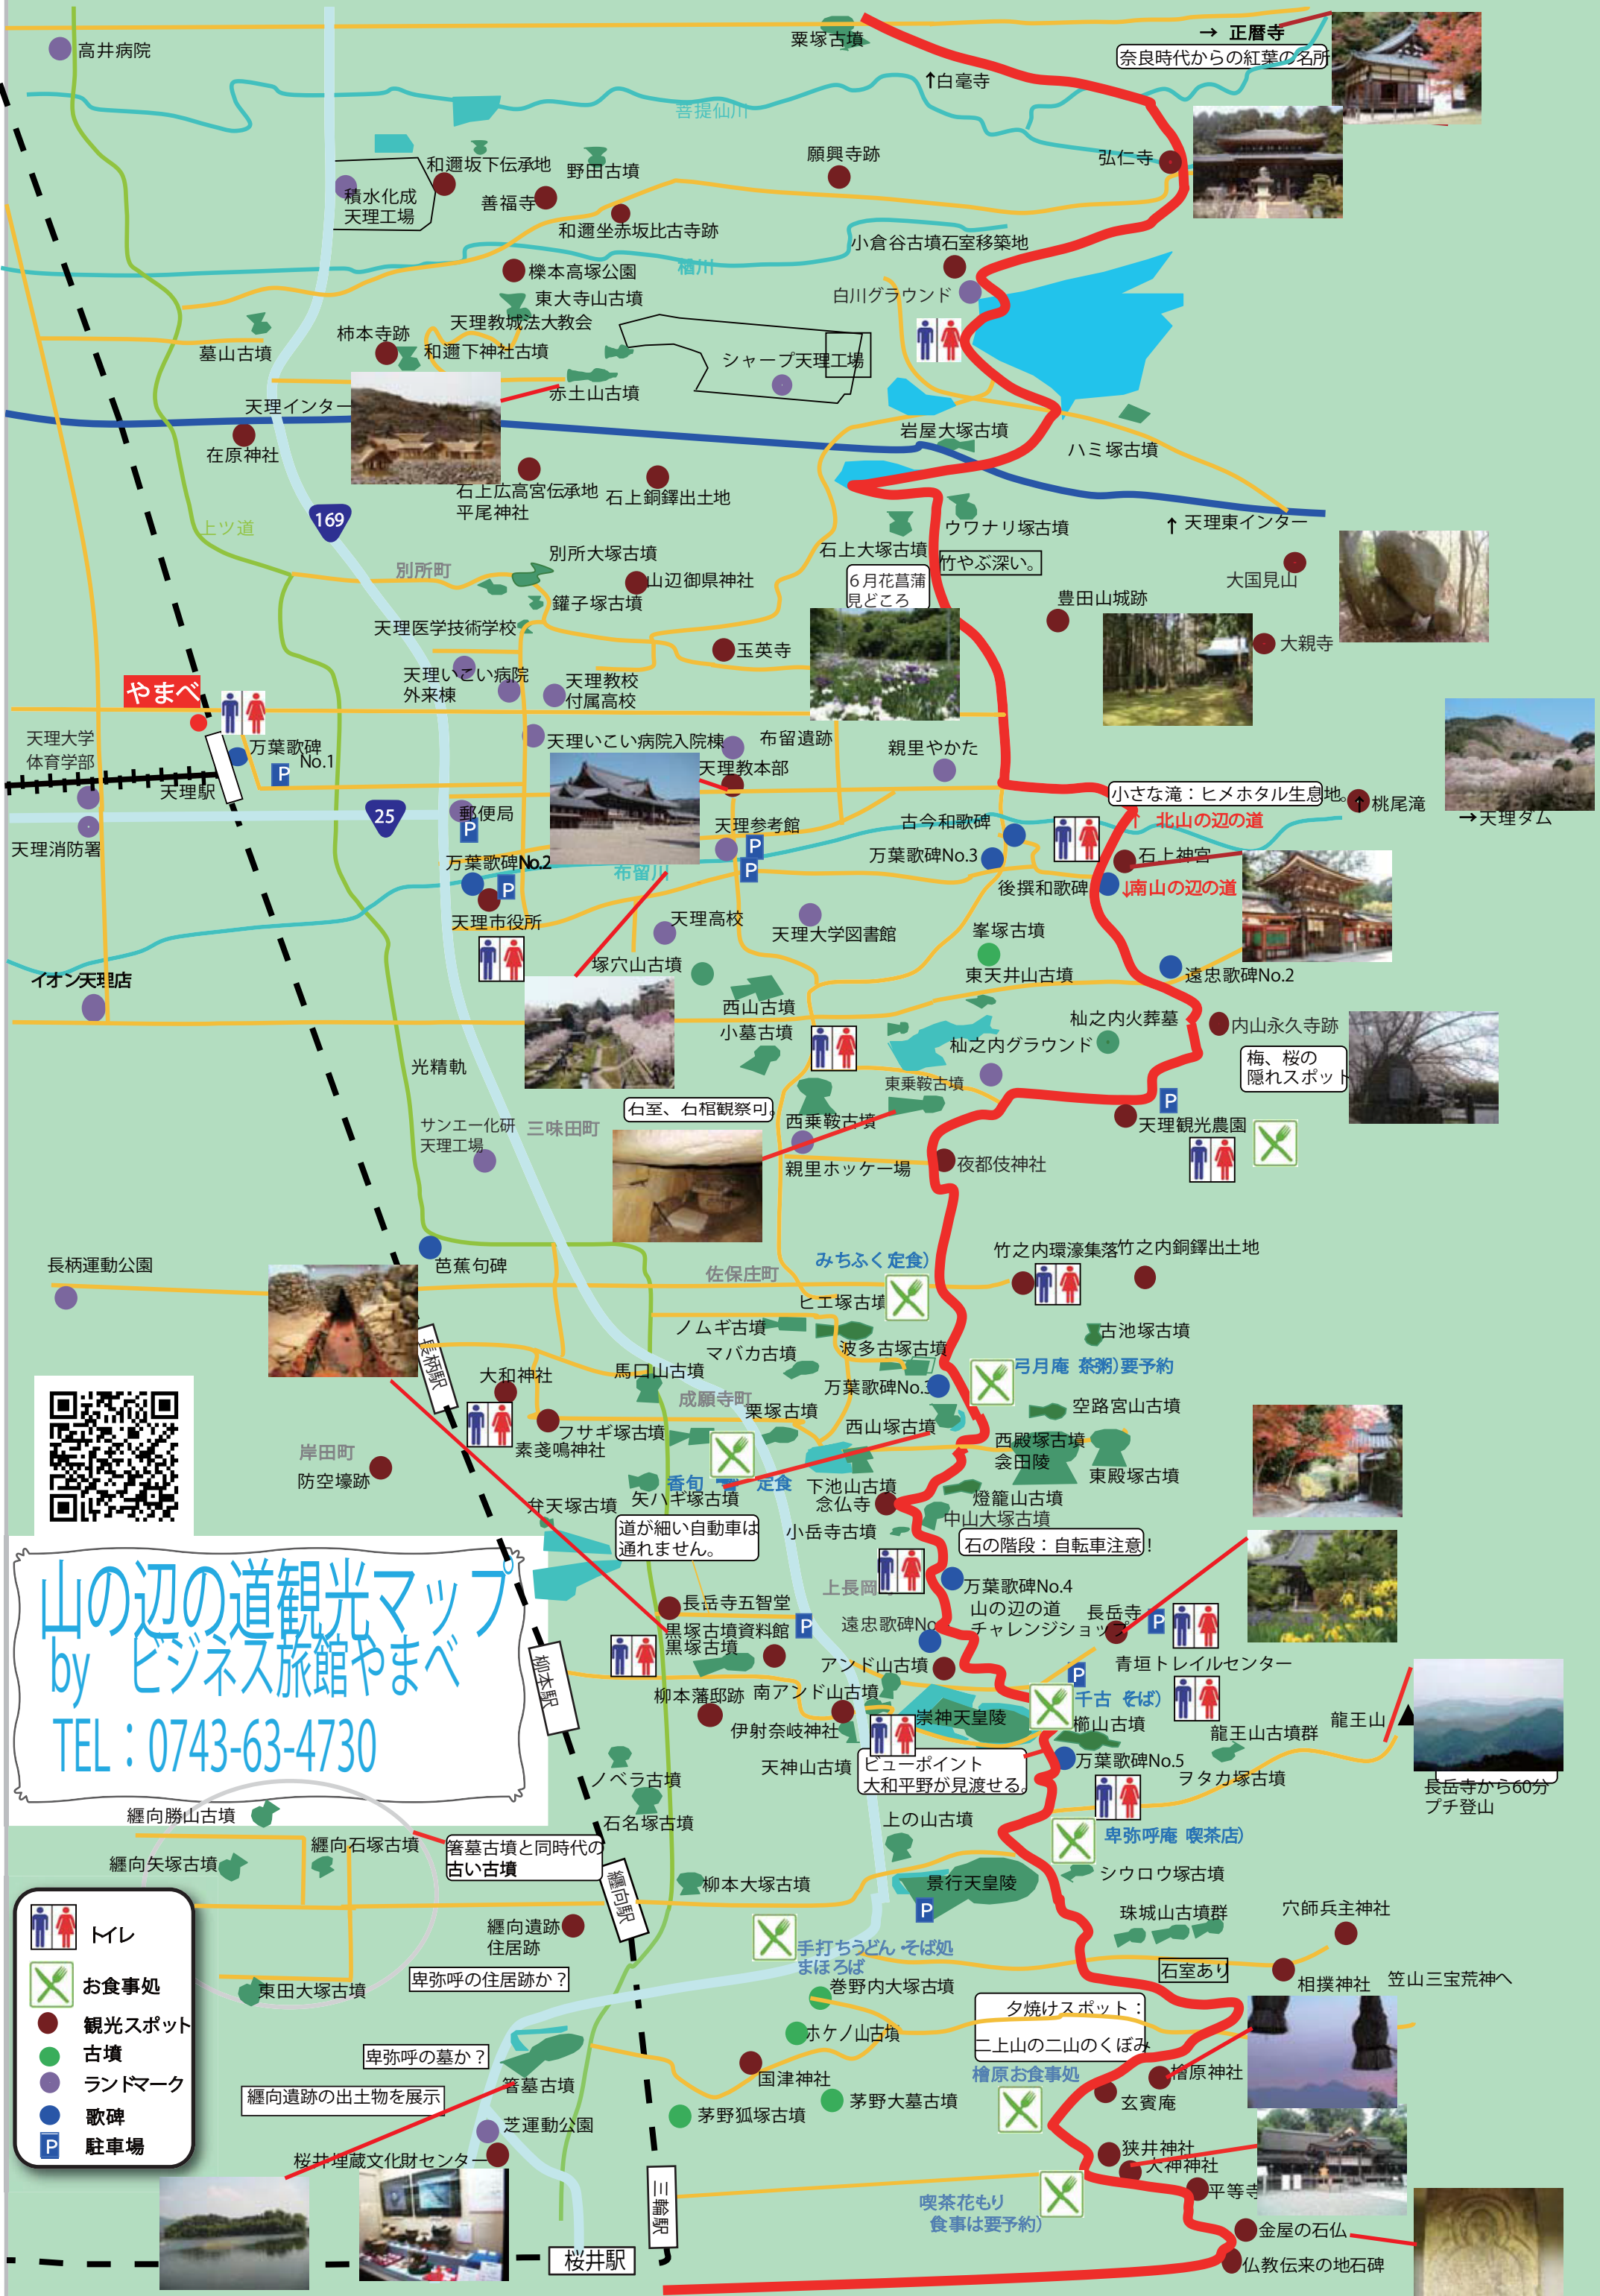 粟塚古墳
→ 正暦寺
奈良時代からの紅葉の名所
高井病院
↑白毫寺
菩提仙川
願興寺跡
弘仁寺
和邇坂下伝承地
野田古墳
積水化成
天理工場
善福寺
和邇坐赤坂比古寺跡
小倉谷古墳石室移築地
楢川
櫟本高塚公園
白川グラウンド
東大寺山古墳
天理教城法大教会
柿本寺跡
和邇下神社古墳
墓山古墳
シャープ天理工場
赤土山古墳
天理インター
岩屋大塚古墳
ハミ塚古墳
在原神社
石上広高宮伝承地
平尾神社
石上銅鐸出土地
169
上ツ道
ウワナリ塚古墳
↑ 天理東インター
石上大塚古墳
竹やぶ深い。
別所大塚古墳
別所町
山辺御県神社
6月花菖蒲
見どころ
大国見山
鑵子塚古墳
豊田山城跡
天理医学技術学校
大親寺
玉英寺
天理いこい病院
外来棟
天理教校
付属高校
やまべ
天理大学
体育学部
万葉歌碑
No.1
P
天理駅
天理いこい病院入院棟
布留遺跡
親里やかた
天理教本部
小さな滝：ヒメホタル生息地。
↑ 桃尾滝
→天理ダム
25
郵便局
P
↑ 北山の辺の道
天理消防署
天理参考館
P
P
古今和歌碑
万葉歌碑No.3
石上神宮
万葉歌碑No.2
P
布留川
後撰和歌碑
↓南山の辺の道
天理市役所
天理高校
天理大学図書館
峯塚古墳
塚穴山古墳
東天井山古墳
遠忠歌碑No.2
イオン天理店
西山古墳
小墓古墳
杣之内火葬墓
内山永久寺跡
杣之内グラウンド
梅、桜の
隠れスポット
光精軌
東乗鞍古墳
P
石室、石棺観察可。
西乗鞍古墳
天理観光農園
サンエー化研
天理工場
三味田町
親里ホッケー場
夜都伎神社
芭蕉句碑
長柄運動公園
みちふく定食）
竹之内環濠集落
竹之内銅鐸出土地
佐保庄町
ヒエ塚古墳
ノムギ古墳
古池塚古墳
長柄駅
マバカ古墳
波多古塚古墳
弓月庵 茶粥）要予約
大和神社
馬口山古墳
万葉歌碑No.3
成願寺町
栗塚古墳
空路宮山古墳
西山塚古墳
フサギ塚古墳
素戔嗚神社
西殿塚古墳
衾田陵
東殿塚古墳
岸田町
防空壕跡
香旬
定食
下池山古墳
弁天塚古墳
矢ハギ塚古墳
念仏寺
燈籠山古墳
中山大塚古墳
小岳寺古墳
道が細い自動車は
通れません。
石の階段：自転車注意！
山の辺の道観光マップ
by ビジネス旅館やまべ
TEL：0743-63-4730
上長岡
万葉歌碑No.4
長岳寺五智堂
山の辺の道
チャレンジショップ
長岳寺
P
P
黒塚古墳資料館
黒塚古墳
遠忠歌碑No
柳本駅
アンド山古墳
青垣トレイルセンター
P
柳本藩邸跡
南アンド山古墳
千古 そば）
伊射奈岐神社
崇神天皇陵
櫛山古墳
龍王山
龍王山古墳群
天神山古墳
ビューポイント
大和平野が見渡せる。
万葉歌碑No.5
ヲタカ塚古墳
ノベラ古墳
長岳寺から60分
プチ登山
纒向勝山古墳
石名塚古墳
上の山古墳
卑弥呼庵 喫茶店）
纒向石塚古墳
箸墓古墳と同時代の
古い古墳
纒向矢塚古墳
シウロウ塚古墳
纒向駅
柳本大塚古墳
景行天皇陵
P
トイレ
お食事処
観光スポット
古墳
ランドマーク
歌碑
P
駐車場
纒向遺跡
住居跡
珠城山古墳群
穴師兵主神社
手打ちうどん・そば処
まほろば
石室あり
卑弥呼の住居跡か？
相撲神社
笠山三宝荒神へ
東田大塚古墳
巻野内大塚古墳
夕焼けスポット：
二上山の二山のくぼみ
ホケノ山古墳
卑弥呼の墓か？
国津神社
檜原お食事処
檜原神社
箸墓古墳
玄賓庵
纒向遺跡の出土物を展示
茅野大墓古墳
茅野狐塚古墳
芝運動公園
狭井神社
大神神社
桜井埋蔵文化財センター
三輪駅
平等寺
喫茶花もり
食事は要予約）
金屋の石仏
桜井駅
仏教伝来の地石碑